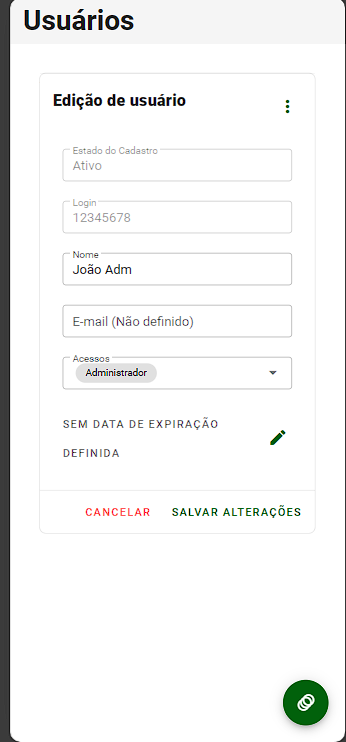 Usuários
Edição de usuário
Estado do Cadastro
Ativo
Login
12345678
Nome
João Adm
E-mail (Não definido)
Acessos
Administrador
SEM DATA DE EXPIRAÇÃO
DEFINIDA
CANCELAR SALVAR ALTERAÇÕES